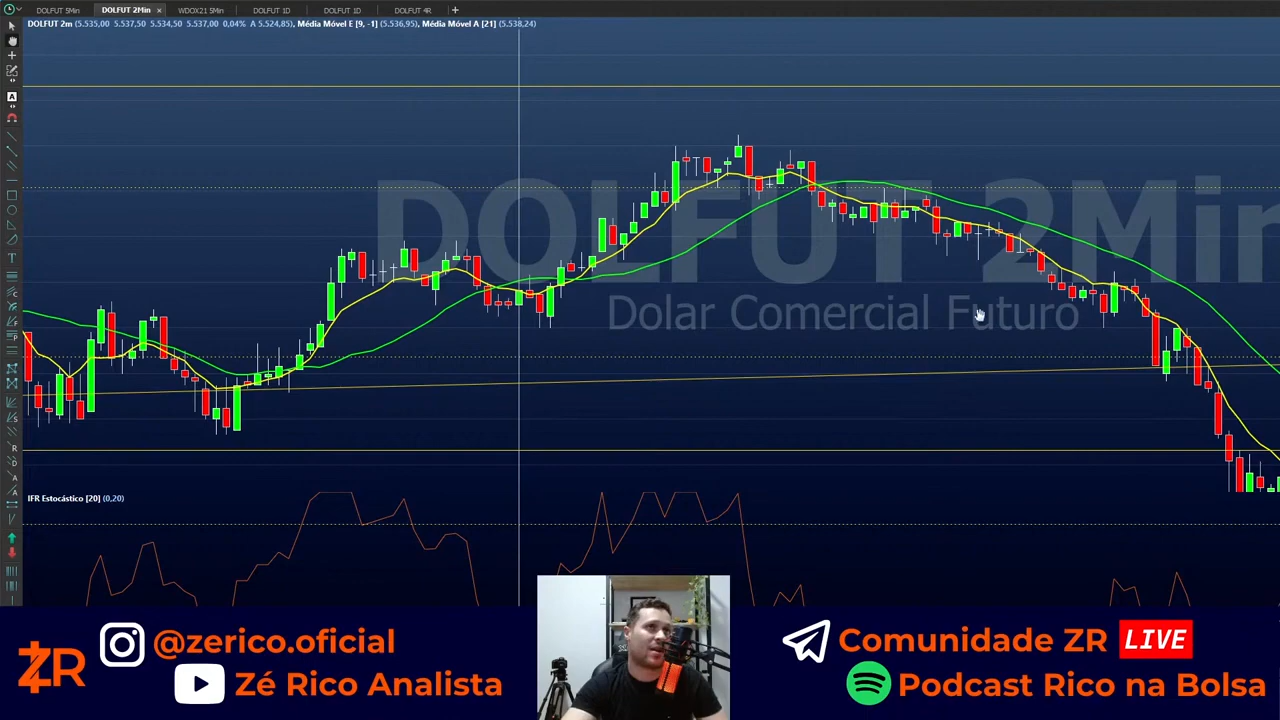 DOLFUT 5Min
DOLFUT 2Min
WDOX21 5Min
DOLFUT 1D
DOLFUT 1D
DOLFUT 4R
DOLFUT 2m (5.535,00 5.537,50 5.534,50 5.537,00 0,04% A 5.524,85), Média Móvel E [9, -1] (5.536,95), Média Móvel A [21] (5.538,24)
DOLFUT 2Min
Dolar Comercial Futuro
IFR Estocástico [20] (0,20)
ZR
@zerico.oficial
Zé Rico Analista
Comunidade ZR LIVE
Podcast Rico na Bolsa